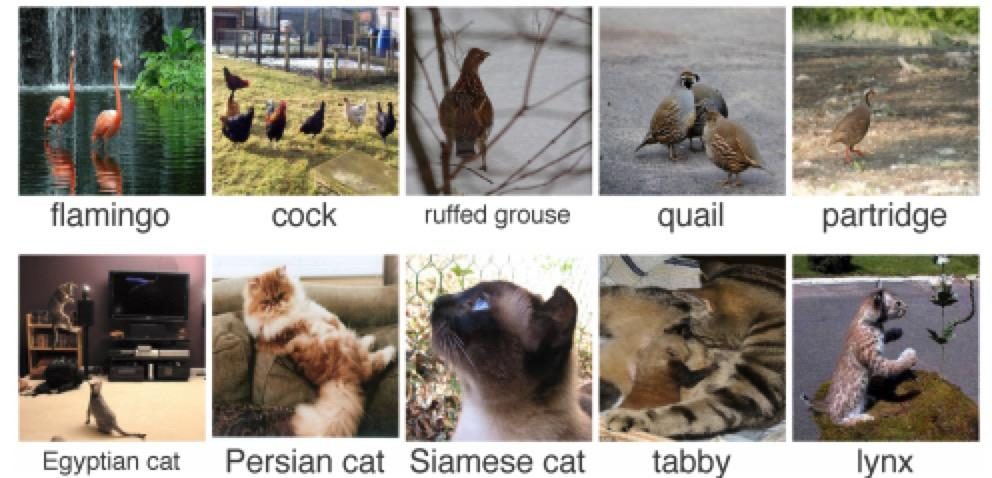 flamingo
cock
ruffed grouse
quail
partridge
Egyptian cat
Persian cat
Siamese cat
tabby
lynx